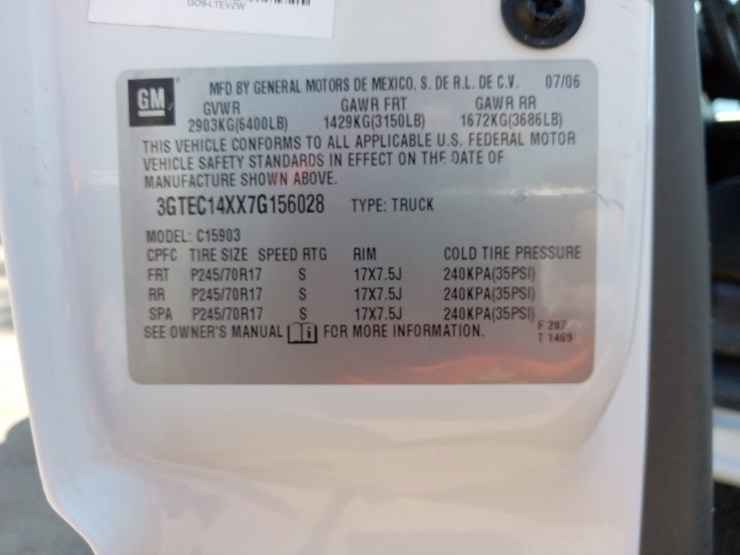 GM
MFD BY GENERAL MOTORS DE MEXICO, S. DE R.L. DE C.V. 07/06
GVWR GAWR FRT GAWR RR
2903KG(6400LB) 1429KG(3150LB) 1672KG(3686LB)
THIS VEHICLE CONFORMS TO ALL APPLICABLE U.S. FEDERAL MOTOR
VEHICLE SAFETY STANDARDS IN EFFECT ON THE DATE OF
MANUFACTURE SHOWN ABOVE.
3GTEC14XX7G156028 TYPE: TRUCK
MODEL: C15903
CPFC TIRE SIZE SPEED RTG RIM COLD TIRE PRESSURE
FRT P245/70R17 S 17X7.5J 240KPA(35PSI)
RR P245/70R17 S 17X7.5J 240KPA(35PSI)
SPA P245/70R17 S 17X7.5J 240KPA(35PSI)
SEE OWNER'S MANUAL i FOR MORE INFORMATION.
F 287
T 1469